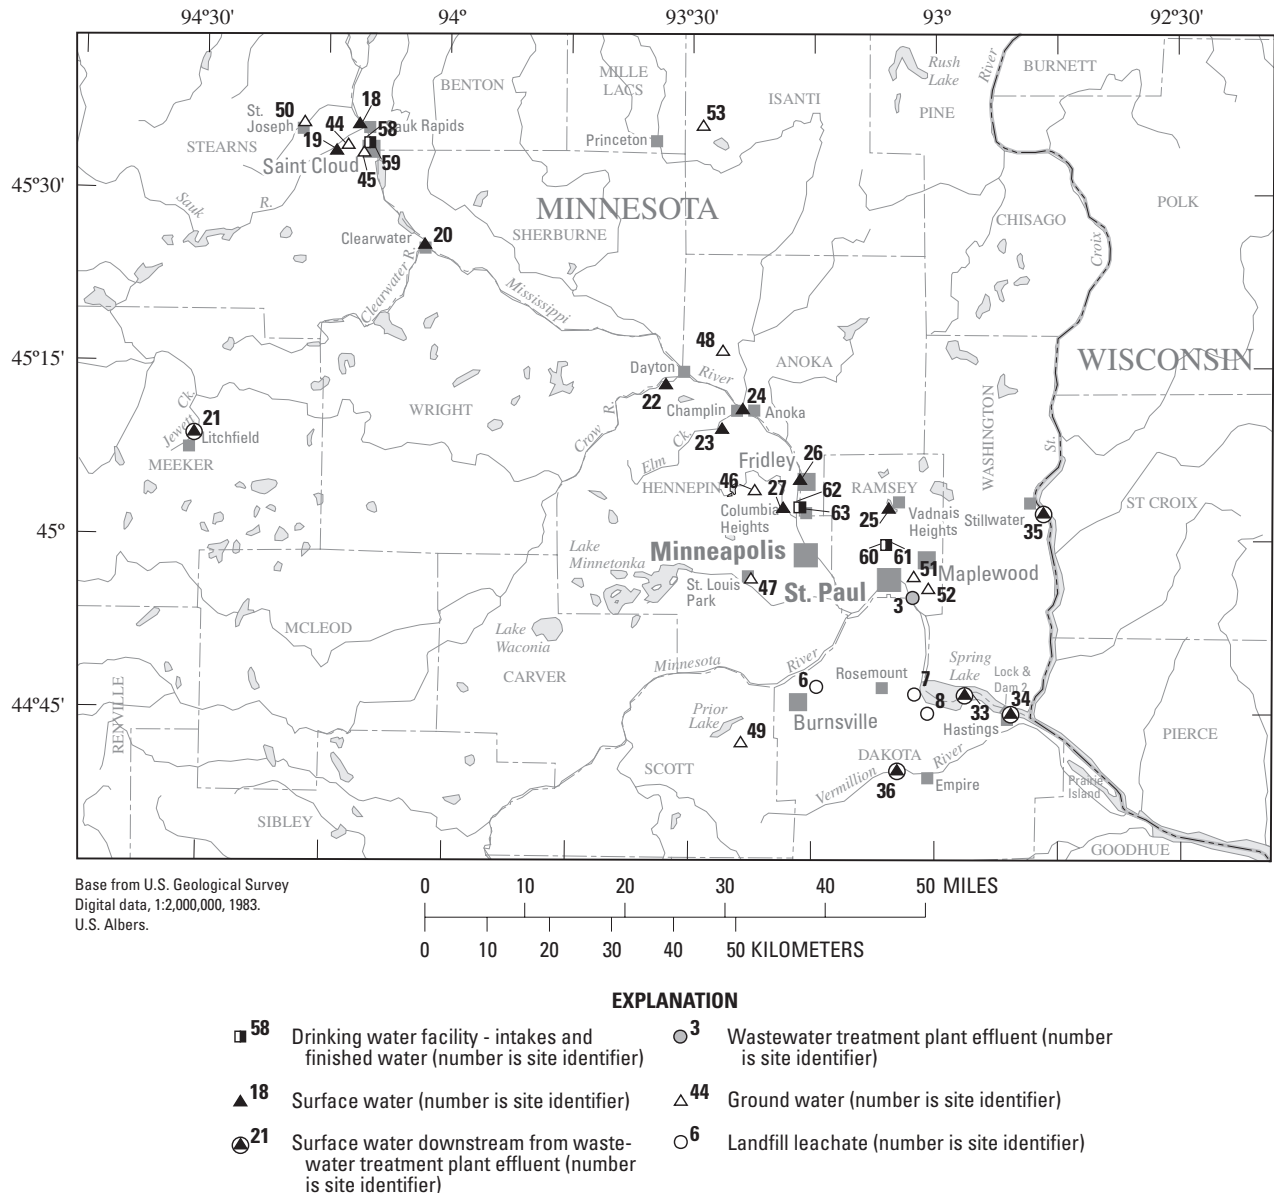 94°30' 94° 93°30' 93° 92°30'
45°30'
45°15'
45°
44°45'
BENTON
MILLE
LACS
ISANTI
Rush
Lake
PINE
River
BURNETT
50
St.
Joseph
44
18
58
Sauk Rapids
19
STEARNS
Saint Cloud
59
45
53
Princeton
MINNESOTA
SHERBURNE
CHISAGO
POLK
Croix
Sauk
R.
Clearwater
20
Clearwater R.
Mississippi
48
ANOKA
WISCONSIN
Dayton
River
22
Champlin
24
Anoka
WRIGHT
Crow
R.
23
Elm
Ck.
WASHINGTON
St.
Jewett
Ck.
21
Litchfield
MEEKER
Fridley
26
HENNEPIN
46
27
62
63
Columbia
Heights
RAMSEY
25
Vadnais
Heights
Stillwater
35
ST CROIX
Minneapolis
60
61
51
Maplewood
52
Lake
Minnetonka
St. Louis
Park
47
St. Paul
3
MCLEOD
Lake
Waconia
CARVER
Minnesota
River
6
Rosemount
7
8
Spring
Lake
Lock &
Dam 2
34
33
Hastings
RENVILLE
Prior
Lake
49
Burnsville
PIERCE
SCOTT
DAKOTA
Vermillion
River
36
Empire
Prairie
Island
SIBLEY
GOODHUE
Base from U.S. Geological Survey
Digital data, 1:2,000,000, 1983.
U.S. Albers.
0 10 20 30 40 50 MILES
0 10 20 30 40 50 KILOMETERS
EXPLANATION
58 Drinking water facility - intakes and
finished water (number is site identifier)
18 Surface water (number is site identifier)
21 Surface water downstream from waste-
water treatment plant effluent (number
is site identifier)
3 Wastewater treatment plant effluent (number
is site identifier)
44 Ground water (number is site identifier)
6 Landfill leachate (number is site identifier)